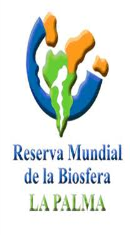 Reserva Mundial
de la Biosfera
LA PALMA